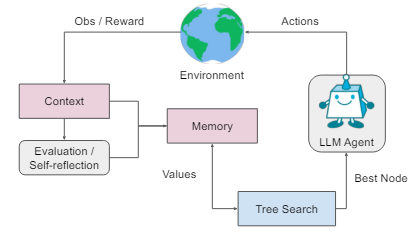 Obs / Reward
Actions
Environment
Context
Memory
LLM Agent
Evaluation /
Self-reflection
Values
Best Node
Tree Search